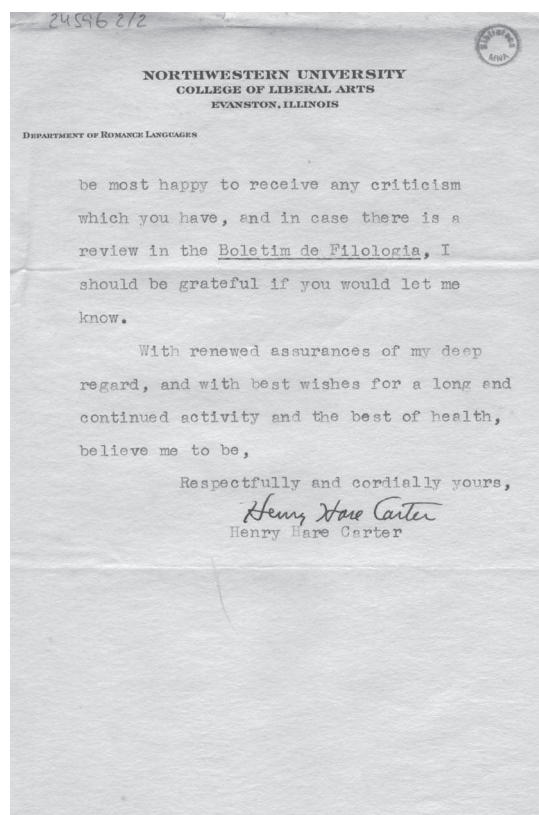 24596 2/2
Biblioteca
MNA
NORTHWESTERN UNIVERSITY
COLLEGE OF LIBERAL ARTS
EVANSTON, ILLINOIS
DEPARTMENT OF ROMANCE LANGUAGES
be most happy to receive any criticism
which you have, and in case there is a
review in the Boletim de Filologia, I
should be grateful if you would let me
know.
With renewed assurances of my deep
regard, and with best wishes for a long and
continued activity and the best of health,
believe me to be,
Respectfully and cordially yours,
Henry Hare Carter
Henry Hare Carter